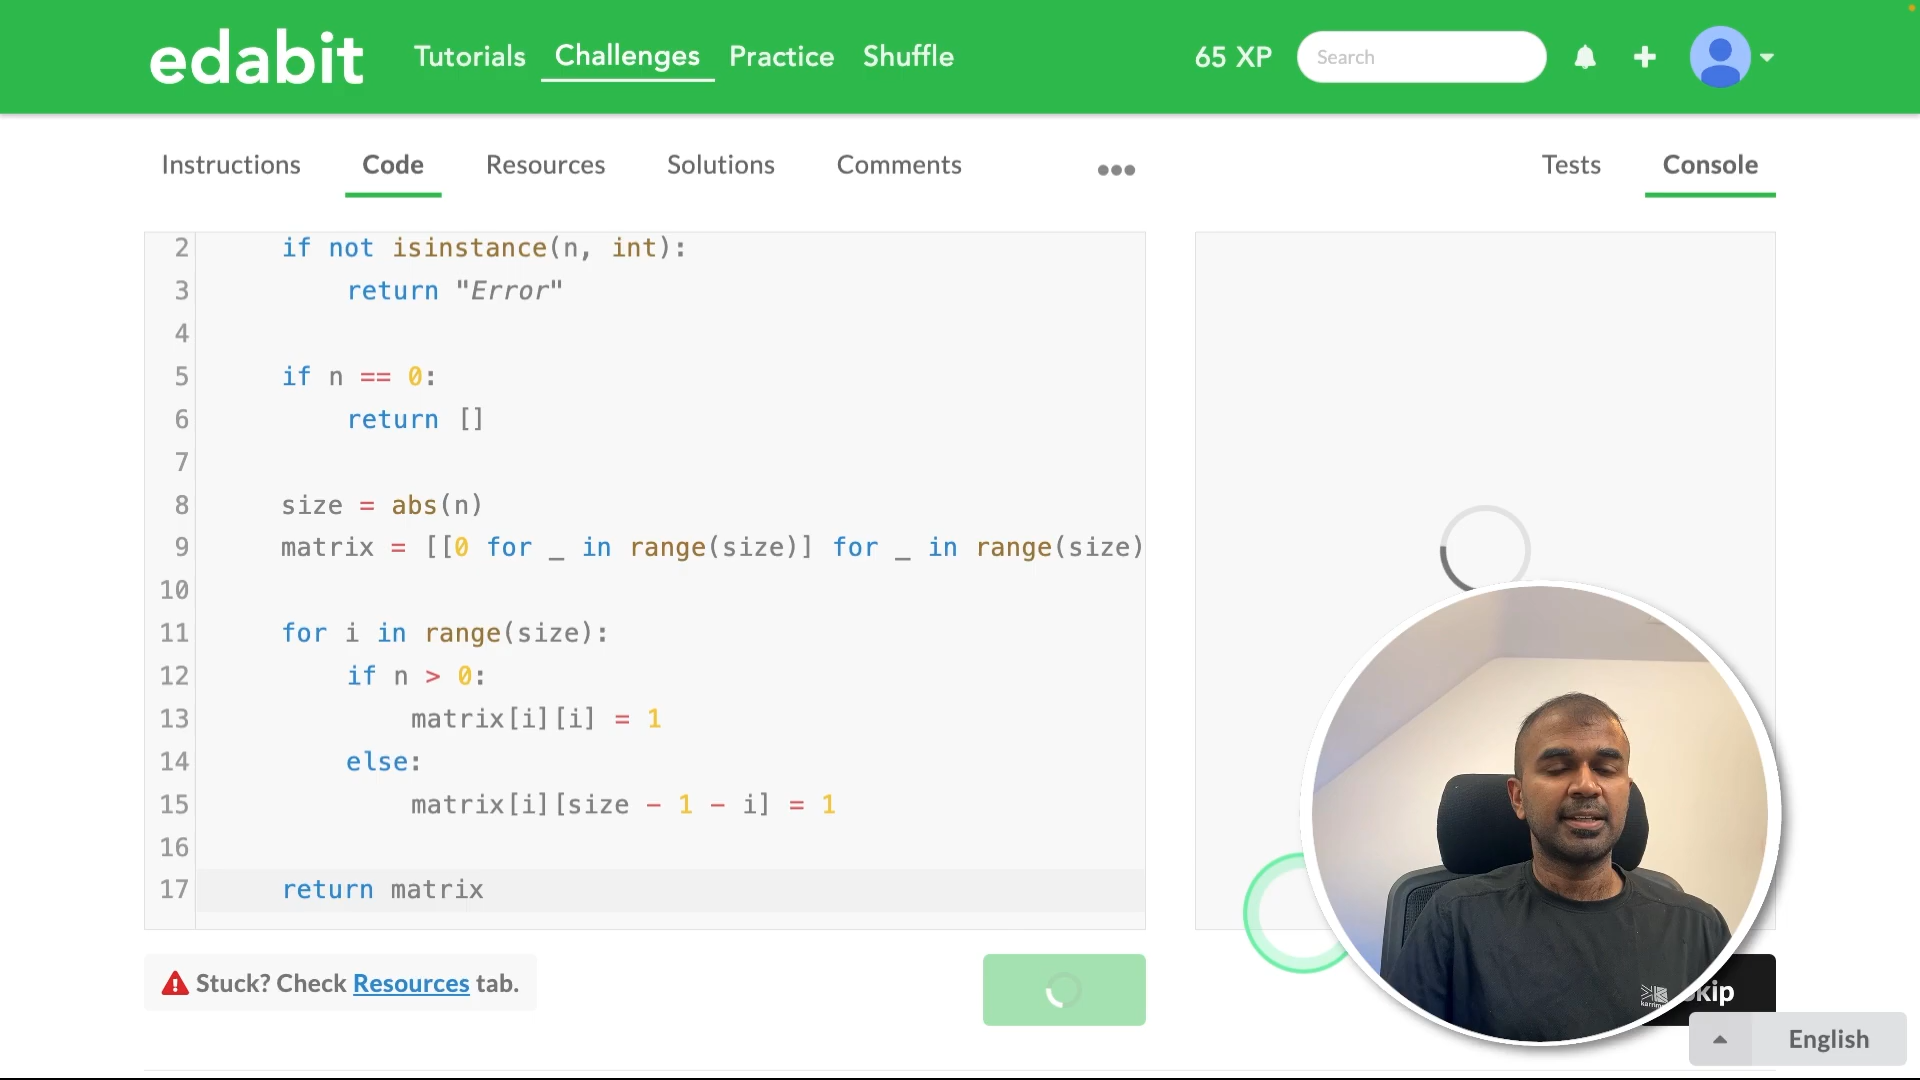 edabit
Tutorials Challenges Practice Shuffle
65 XP
Search
Instructions Code Resources Solutions Comments
Tests Console
2 if not isinstance(n, int):
3 return "Error"
4
5 if n == 0:
6 return []
7
8 size = abs(n)
9 matrix = [[0 for _ in range(size)] for _ in range(size)
10
11 for i in range(size):
12 if n > 0:
13 matrix[i][i] = 1
14 else:
15 matrix[i][size - 1 - i] = 1
16
17 return matrix
Stuck? Check Resources tab.
kip
English